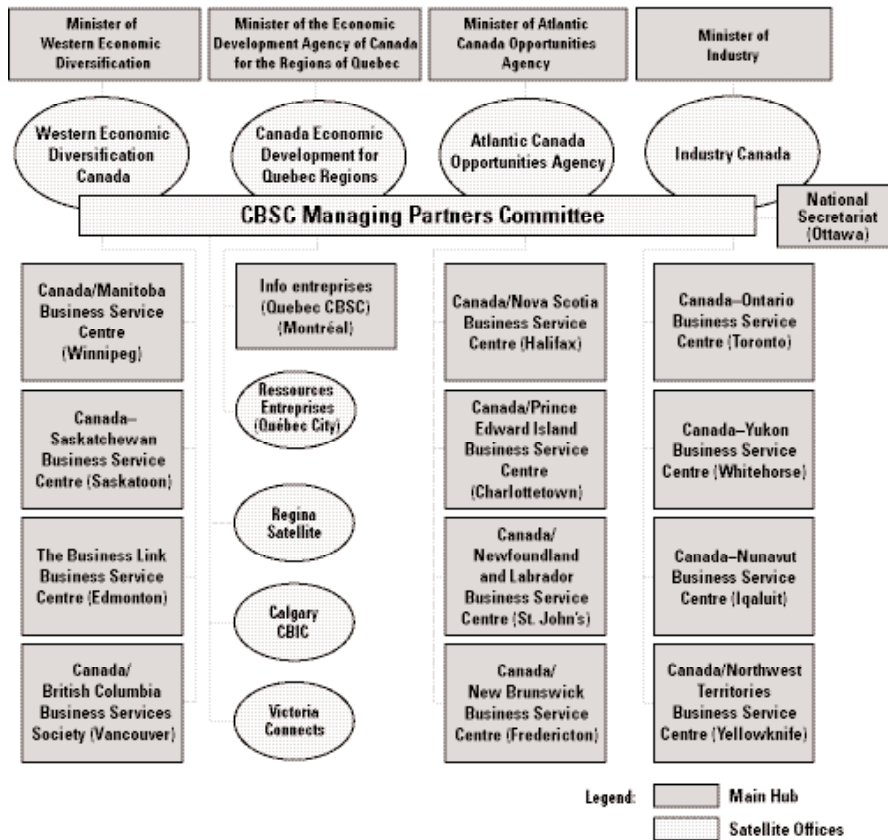 Minister of
Western Economic
Diversification
Minister of the Economic
Development Agency of Canada
for the Regions of Quebec
Minister of Atlantic
Canada Opportunities
Agency
Minister of
Industry
Western Economic
Diversification
Canada
Canada Economic
Development for
Quebec Regions
Atlantic Canada
Opportunities Agency
Industry Canada
CBSC Managing Partners Committee
National
Secretariat
(Ottawa)
Canada/Manitoba
Business Service
Centre
(Winnipeg)
Canada–
Saskatchewan
Business Service
Centre (Saskatoon)
The Business Link
Business Service
Centre (Edmonton)
Canada/
British Columbia
Business Services
Society (Vancouver)
Info entreprises
(Quebec CBSC)
(Montréal)
Ressources
Entreprises
(Québec City)
Regina
Satellite
Calgary
CBIC
Victoria
Connects
Canada/Nova Scotia
Business Service
Centre (Halifax)
Canada/Prince
Edward Island
Business Service
Centre
(Charlottetown)
Canada/
Newfoundland
and Labrador
Business Service
Centre (St. John's)
Canada/
New Brunswick
Business Service
Centre (Fredericton)
Canada–Ontario
Business Service
Centre (Toronto)
Canada–Yukon
Business Service
Centre (Whitehorse)
Canada–Nunavut
Business Service
Centre (Iqaluit)
Canada/Northwest
Territories
Business Service
Centre (Yellowknife)
Legend:
Main Hub
Satellite Offices